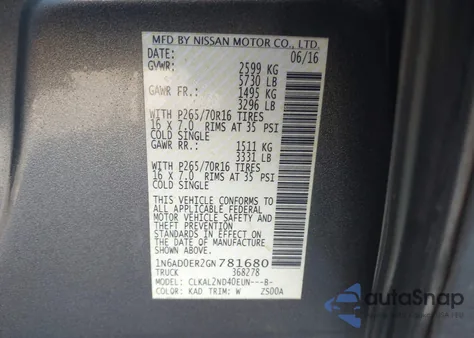 MFD BY NISSAN MOTOR CO., LTD.
DATE: 06/16
GVWR: 2599 KG
5730 LB
GAWR FR.: 1495 KG
3296 LB
WITH P265/70R16 TIRES
16 X 7.0 RIMS AT 35 PSI
COLD SINGLE
GAWR RR.: 1511 KG
3331 LB
WITH P265/70R16 TIRES
16 X 7.0 RIMS AT 35 PSI
COLD SINGLE
THIS VEHICLE CONFORMS TO
ALL APPLICABLE FEDERAL
MOTOR VEHICLE SAFETY AND
THEFT PREVENTION
STANDARDS IN EFFECT ON
THE DATE OF MANUFACTURE
SHOWN ABOVE.
1N6AD0ER2GN781680
TRUCK 368278
MODEL: CLKAL2ND40EUN---B-
COLOR: KAD TRIM: W ZS00A
AutoSnap